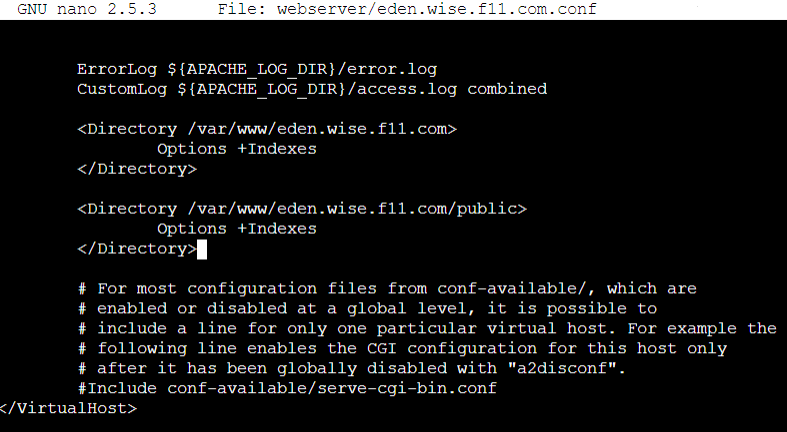 GNU nano 2.5.3 File: webserver/eden.wise.f11.com.conf
ErrorLog ${APACHE_LOG_DIR}/error.log
CustomLog ${APACHE_LOG_DIR}/access.log combined
<Directory /var/www/eden.wise.f11.com>
Options +Indexes
</Directory>
<Directory /var/www/eden.wise.f11.com/public>
Options +Indexes
</Directory>
# For most configuration files from conf-available/, which are
# enabled or disabled at a global level, it is possible to
# include a line for only one particular virtual host. For example the
# following line enables the CGI configuration for this host only
# after it has been globally disabled with "a2disconf".
#Include conf-available/serve-cgi-bin.conf
</VirtualHost>